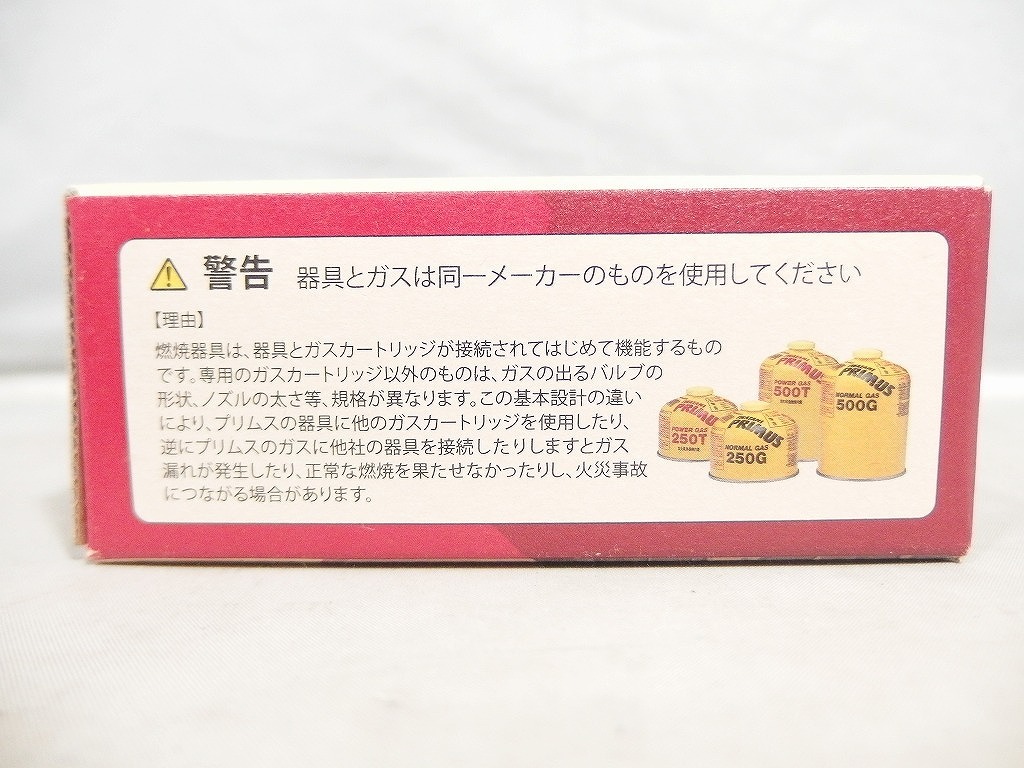 警告 器具とガスは同一メーカーのものを使用してください
【理由】
燃焼器具は、器具とガスカートリッジが接続されてはじめて機能するもの
です。専用のガスカートリッジ以外のものは、ガスの出るバルブの
形状、ノズルの太さ等、規格が異なります。この基本設計の違い
により、プリムスの器具に他のガスカートリッジを使用したり、
逆にプリムスのガスに他社の器具を接続したりしますとガス
漏れが発生したり、正常な燃焼を果たせなかったりし、火災事故
につながる場合があります。
PRIMUS
POWER GAS
250T
PRIMUS
NORMAL GAS
250G
PRIMUS
POWER GAS
500T
PRIMUS
NORMAL GAS
500G